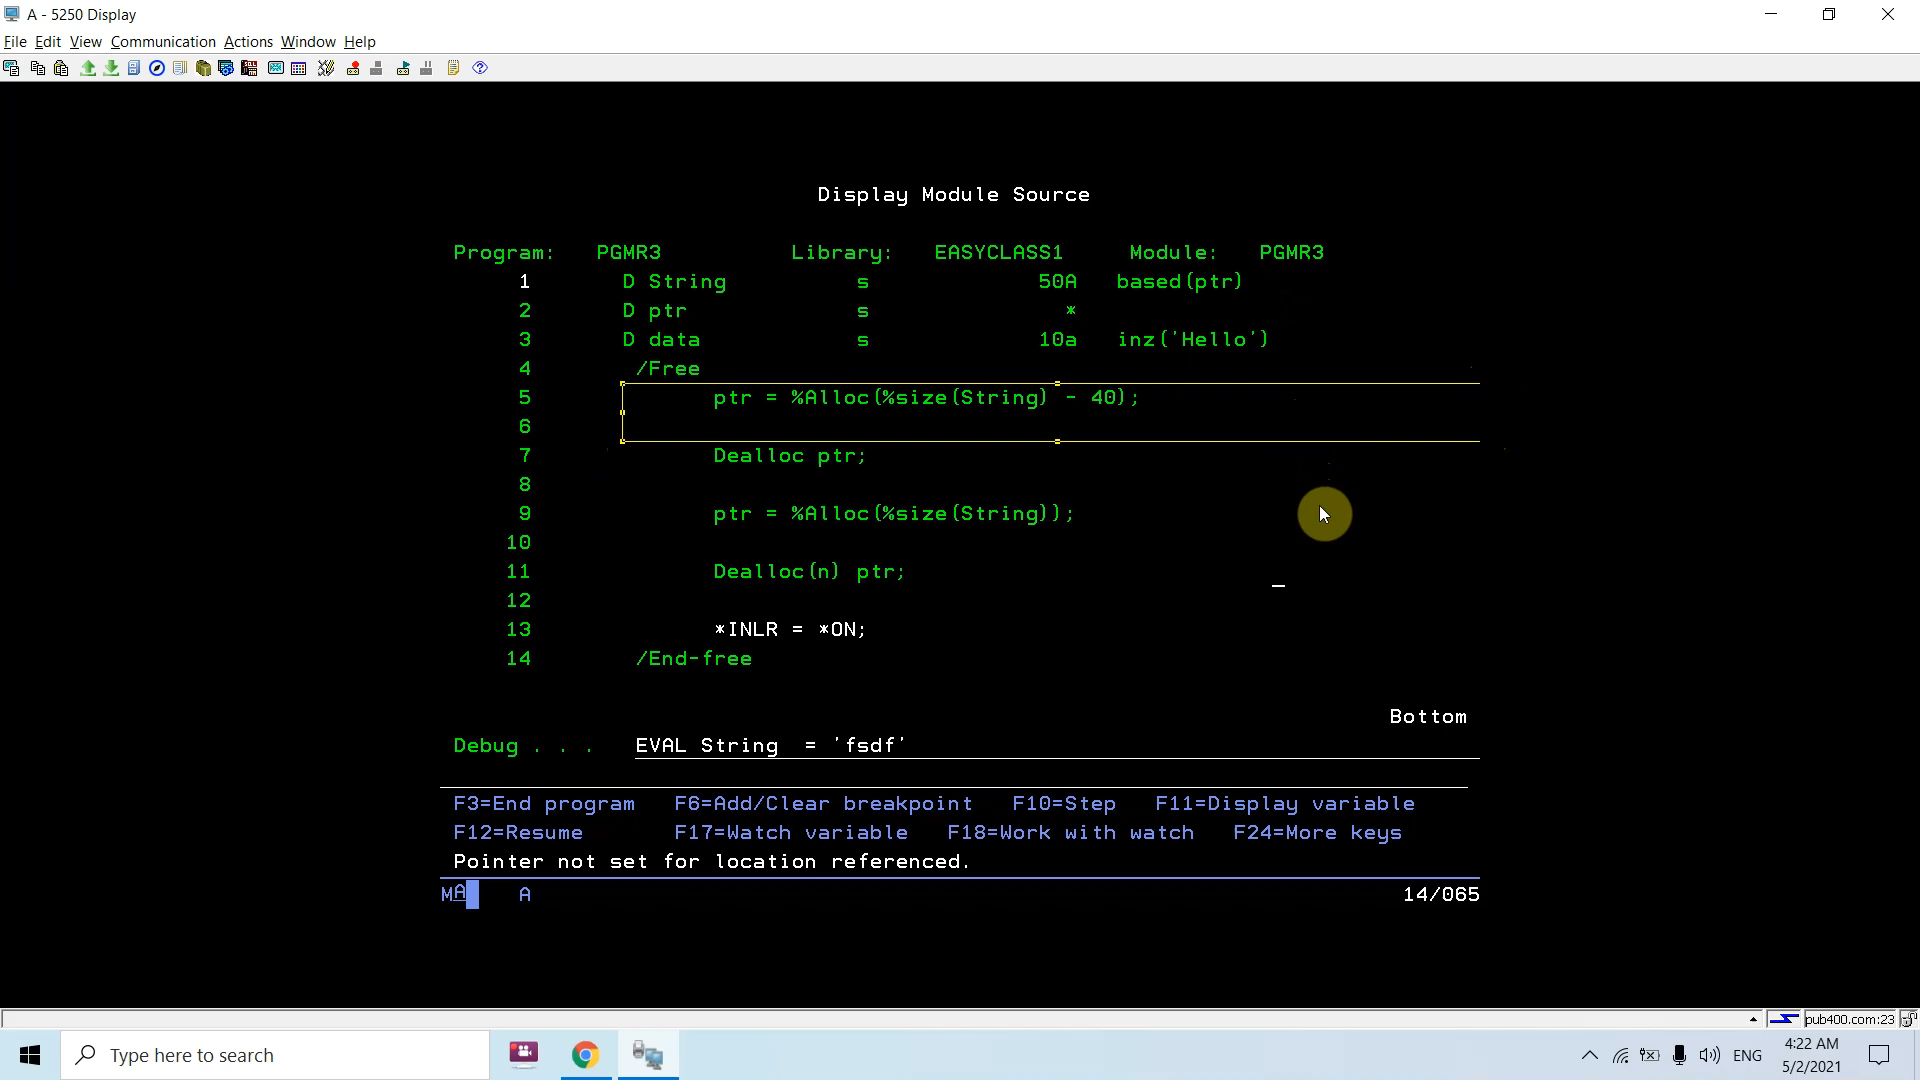 A - 5250 Display
File Edit View Communication Actions Window Help
Display Module Source
Program: PGMR3 Library: EASYCLASS1 Module: PGMR3
1 D String s 50A based(ptr)
2 D ptr s *
3 D data s 10a inz('Hello')
4 /Free
5 ptr = %Alloc(%size(String) - 40);
6
7 Dealloc ptr;
8
9 ptr = %Alloc(%size(String));
10
11 Dealloc(n) ptr;
12
13 *INLR = *ON;
14 /End-free
Bottom
Debug . . . EVAL String = 'fsdf'
F3=End program F6=Add/Clear breakpoint F10=Step F11=Display variable
F12=Resume F17=Watch variable F18=Work with watch F24=More keys
Pointer not set for location referenced.
MA A 14/065
pub400.com:23
Type here to search
ENG
4:22 AM
5/2/2021